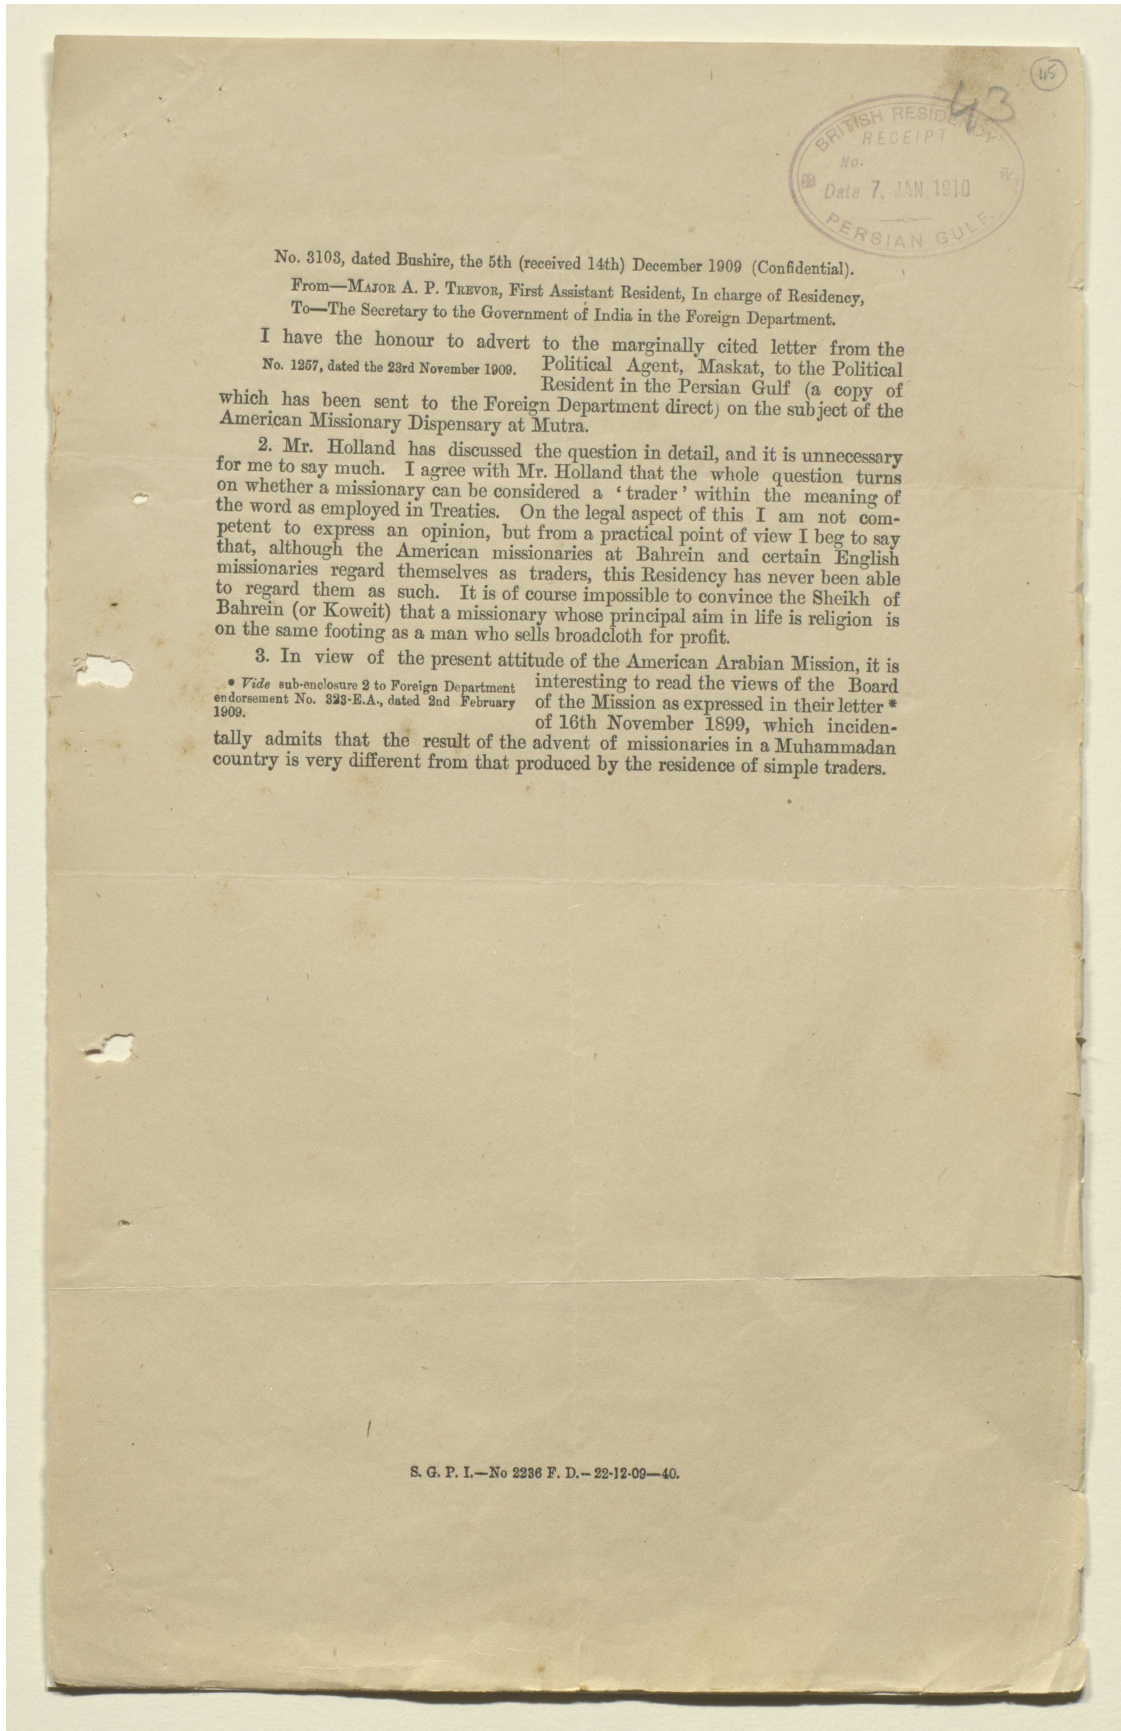 45
43
BRITISH RESIDENCY
RECEIPT
No.
Date 7. JAN. 1910
PERSIAN GULF.
No. 3103, dated Bushire, the 5th (received 14th) December 1909 (Confidential).
From—MAJOR A. P. TREVOR, First Assistant Resident, In charge of Residency,
To—The Secretary to the Government of India in the Foreign Department.
I have the honour to advert to the marginally cited letter from the
No. 1257, dated the 23rd November 1909.
Political Agent, Maskat, to the Political
Resident in the Persian Gulf (a copy of
which has been sent to the Foreign Department direct) on the subject of the
American Missionary Dispensary at Mutra.
2. Mr. Holland has discussed the question in detail, and it is unnecessary
for me to say much. I agree with Mr. Holland that the whole question turns
on whether a missionary can be considered a ‘trader’ within the meaning of
the word as employed in Treaties. On the legal aspect of this I am not com-
petent to express an opinion, but from a practical point of view I beg to say
that, although the American missionaries at Bahrein and certain English
missionaries regard themselves as traders, this Residency has never been able
to regard them as such. It is of course impossible to convince the Sheikh of
Bahrein (or Koweit) that a missionary whose principal aim in life is religion is
on the same footing as a man who sells broadcloth for profit.
3. In view of the present attitude of the American Arabian Mission, it is
* Vide sub-enclosure 2 to Foreign Department
endorsement No. 323-E.A., dated 2nd February
1909.
interesting to read the views of the Board
of the Mission as expressed in their letter *
of 16th November 1899, which inciden-
tally admits that the result of the advent of missionaries in a Muhammadan
country is very different from that produced by the residence of simple traders.
S. G. P. I.—No 2236 F. D.—22-12-09—40.